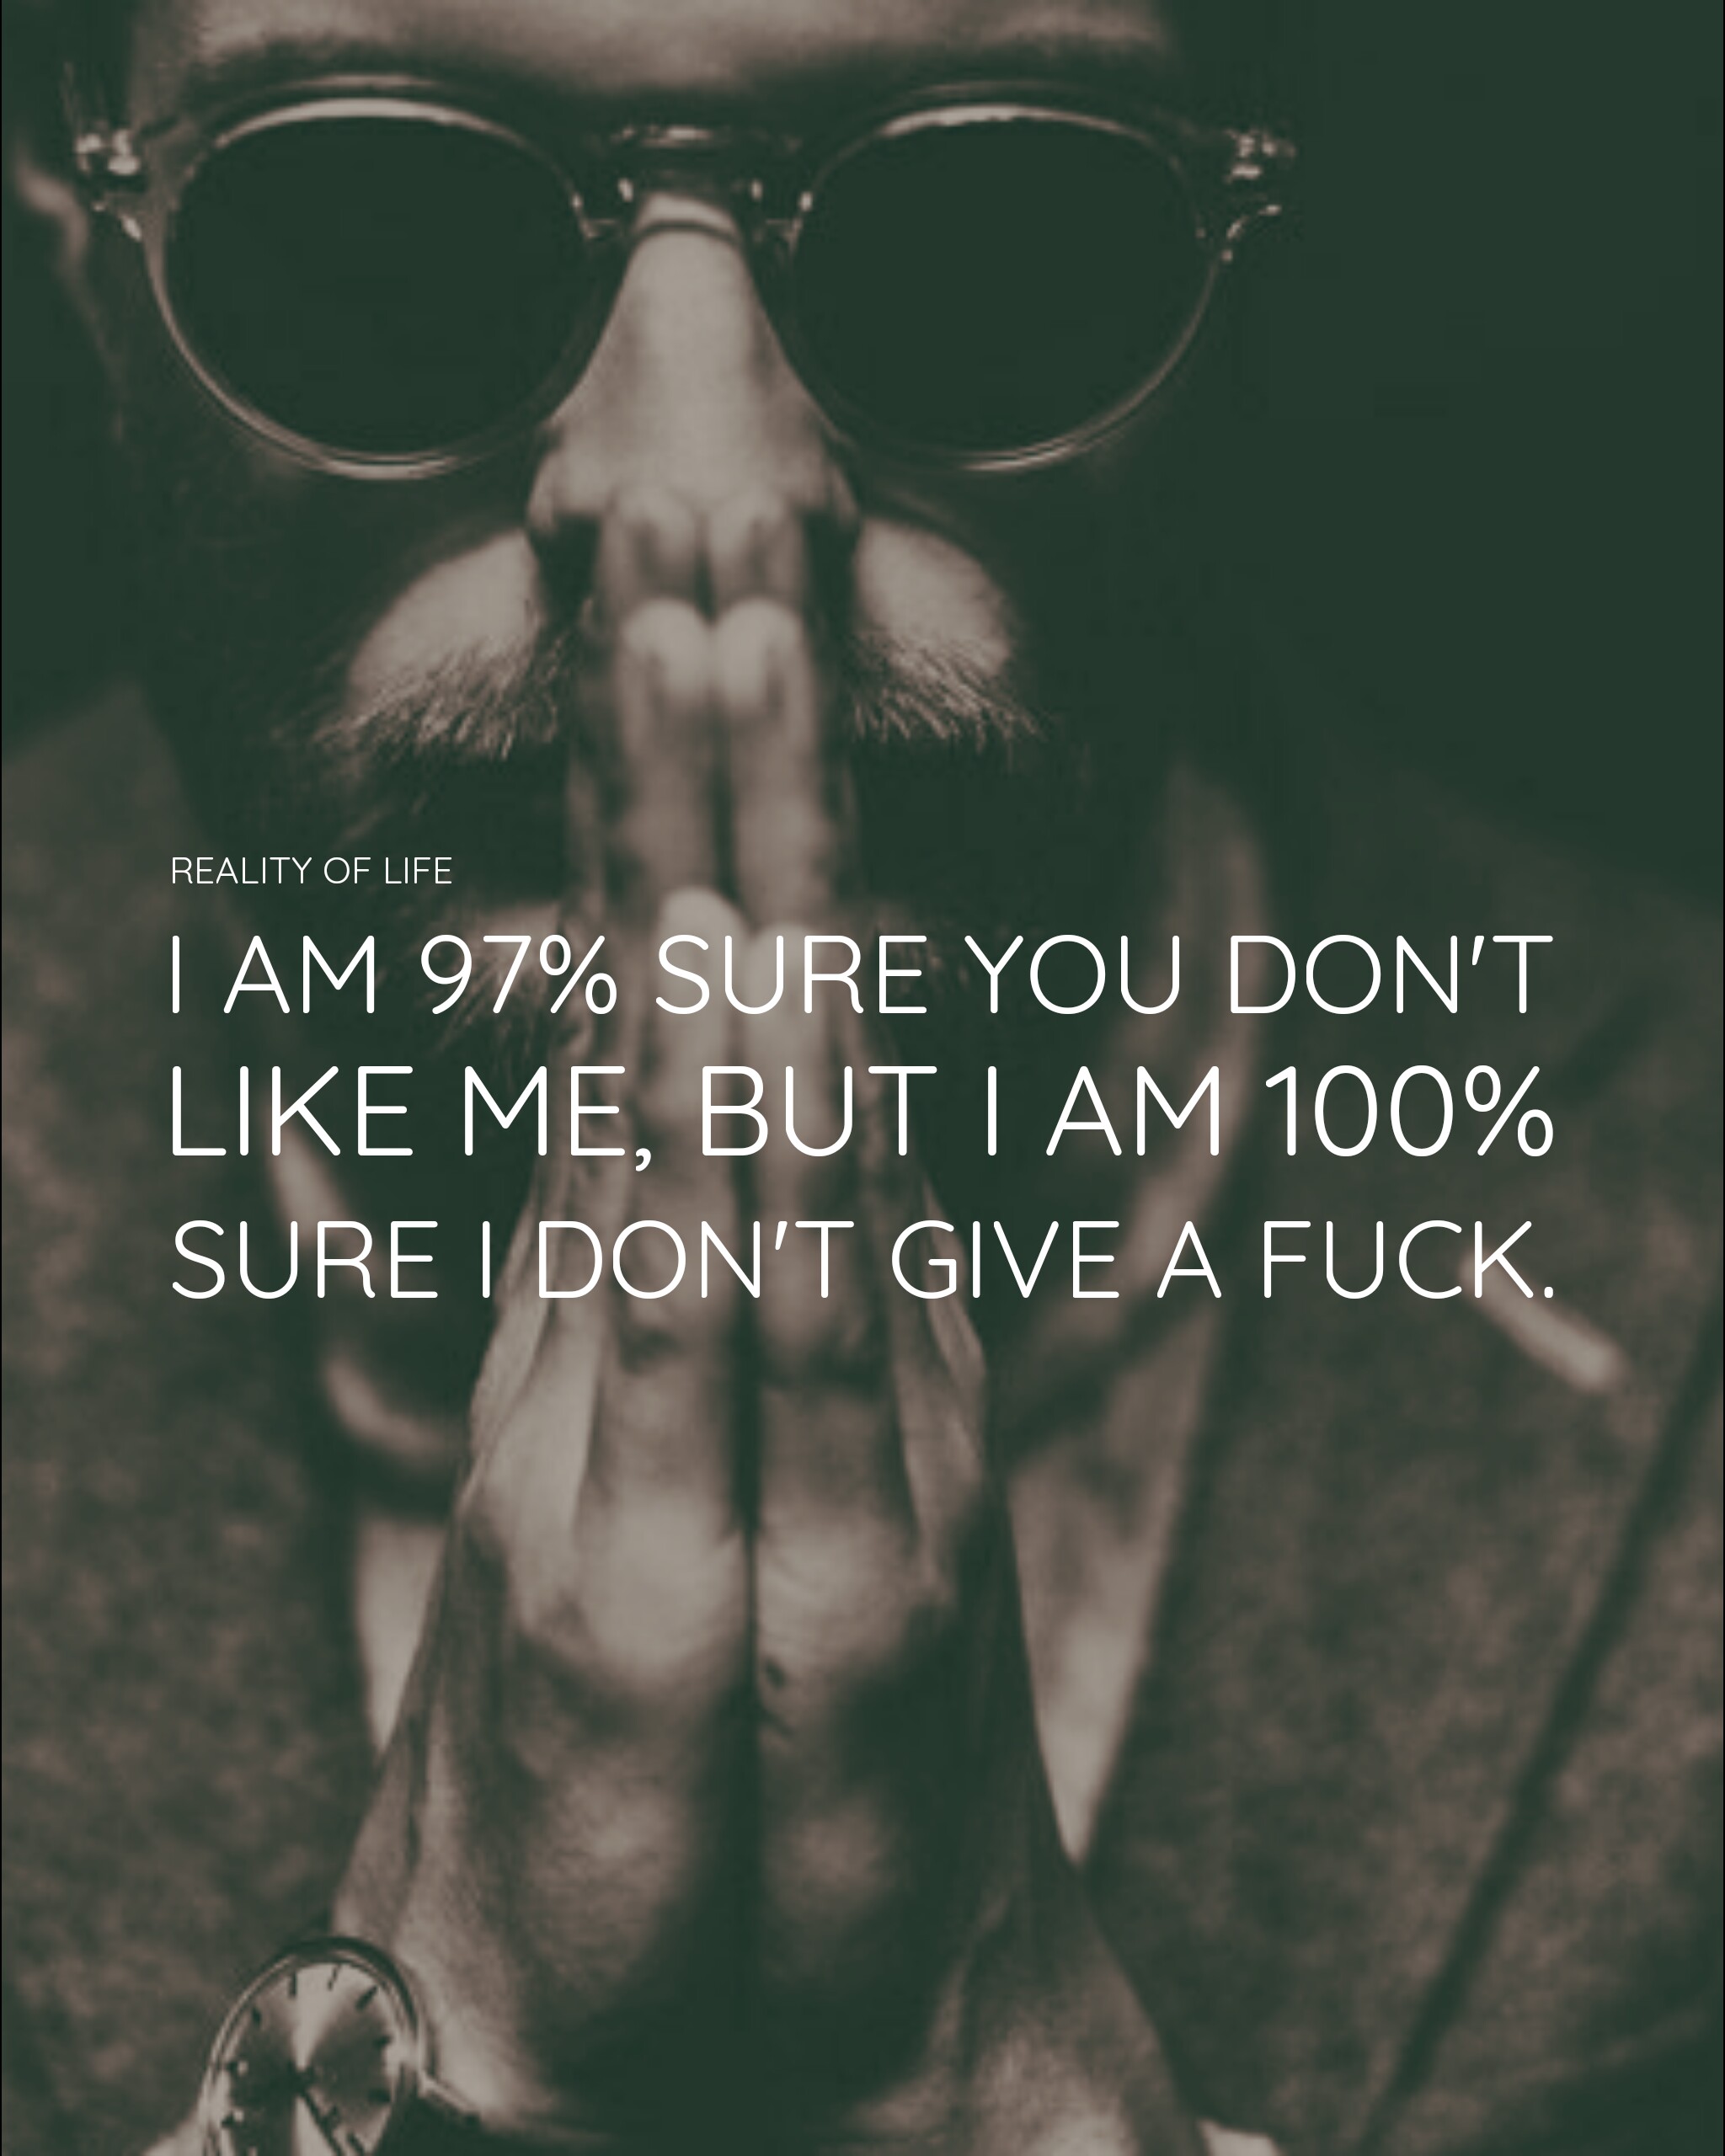 REALITY OF LIFE
I AM 97% SURE YOU DON'T
LIKE ME, BUT I AM 100%
SURE I DON'T GIVE A FUCK.